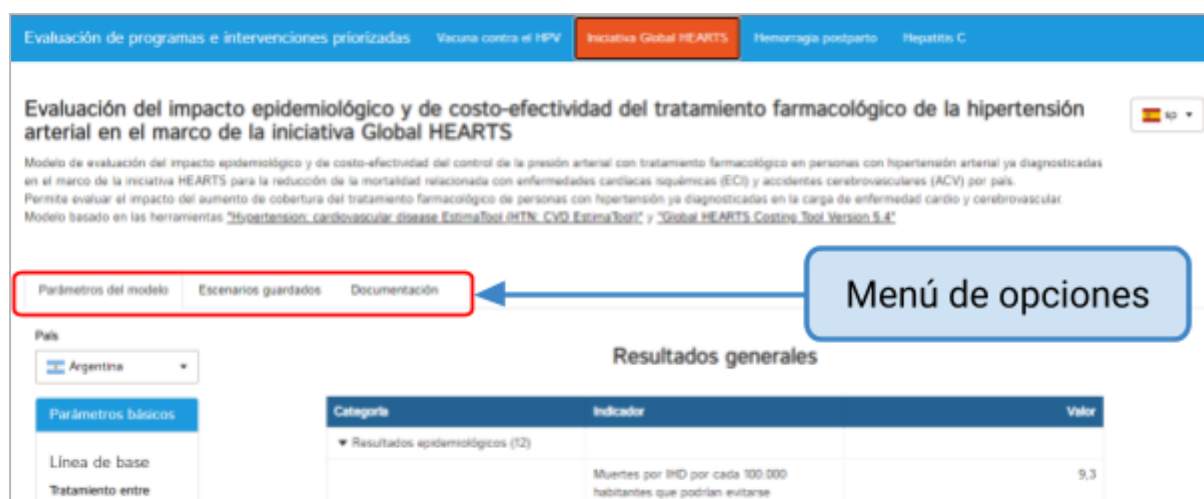 Evaluación de programas e intervenciones priorizadas Vacuna contra el HPV Iniciativa Global HEARTS Hemorragia postparto Hepatitis C
Evaluación del impacto epidemiológico y de costo-efectividad del tratamiento farmacológico de la hipertensión
arterial en el marco de la iniciativa Global HEARTS
sp
Modelo de evaluación del impacto epidemiológico y de costo-efectividad del control de la presión arterial con tratamiento farmacológico en personas con hipertensión arterial ya diagnosticadas
en el marco de la iniciativa HEARTS para la reducción de la mortalidad relacionada con enfermedades cardíacas isquémicas (ECI) y accidentes cerebrovasculares (ACV) por país.
Permite evaluar el impacto del aumento de cobertura del tratamiento farmacológico de personas con hipertensión ya diagnosticadas en la carga de enfermedad cardio y cerebrovascular.
Modelo basado en las herramientas "Hypertension: cardiovascular disease EstimaTool (HTN: CVD EstimaTool)" y "Global HEARTS Costing Tool Version 5.4"
Parámetros del modelo Escenarios guardados Documentación
Menú de opciones
País
Argentina
Resultados generales
Parámetros básicos
Categoría Indicador Valor
Resultados epidemiológicos (12)
Línea de base
Muertes por IHD por cada 100.000 9,3
habitantes que podrían evitarse
Tratamiento entre